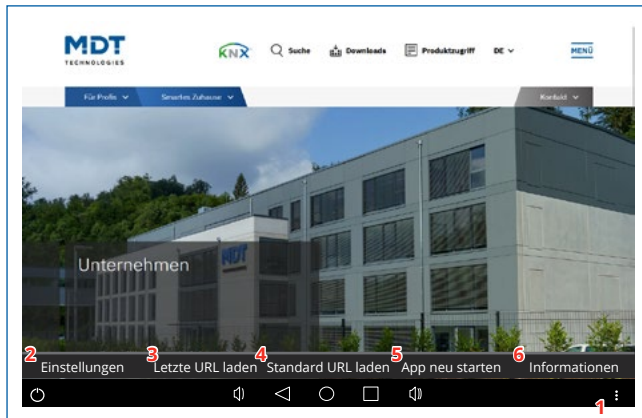 MDT
TECHNOLOGIES
KNX
Suche
Downloads
Produktzugriff
DE
MENÜ
Für Profis
Smartes Zuhause
Kontakt
MDT
Unternehmen
2 Einstellungen
3 Letzte URL laden
4 Standard URL laden
5 App neu starten
6 Informationen
1